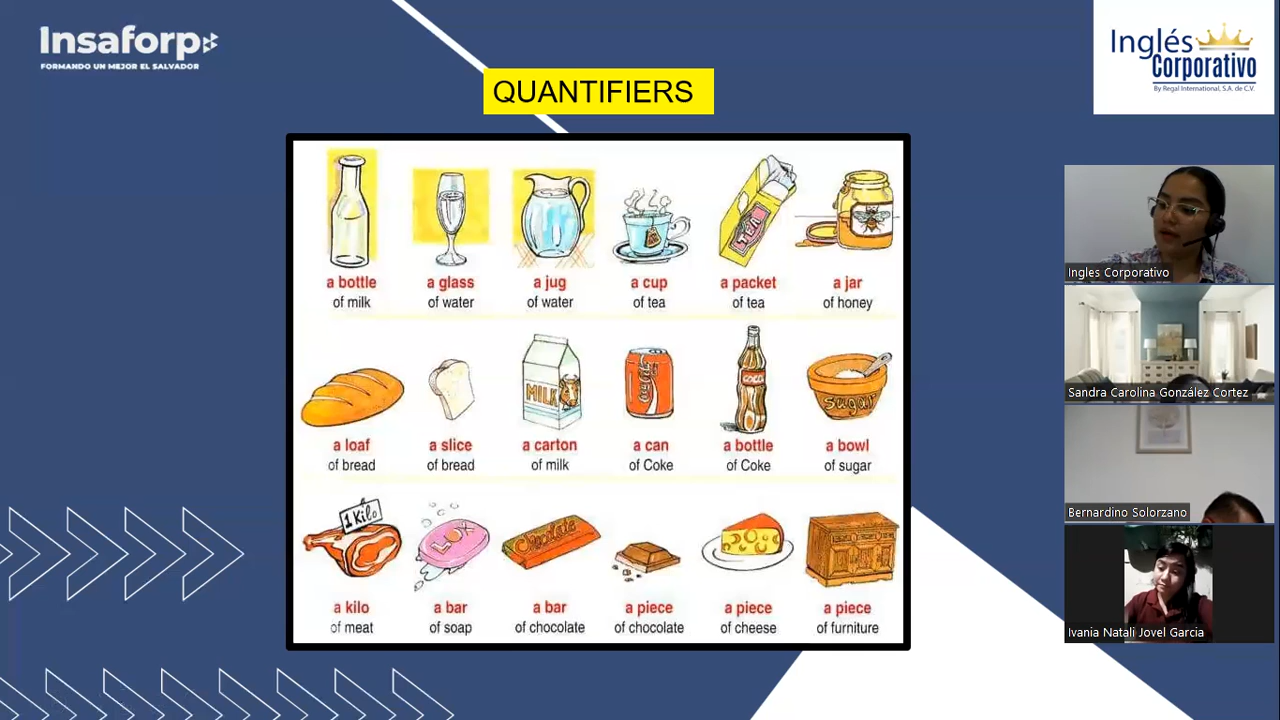 Insaforp
FORMANDO UN MEJOR EL SALVADOR
Inglés
Corporativo
By Regal International, S.A. de C.V.
QUANTIFIERS
TEA
a bottle
of milk
a glass
of water
a jug
of water
a cup
of tea
a packet
of tea
a jar
of honey
MILK
COCA
Sugar
a loaf
of bread
a slice
of bread
a carton
of milk
a can
of Coke
a bottle
of Coke
a bowl
of sugar
1 Kilo
LUX
Chocolate
a kilo
of meat
a bar
of soap
a bar
of chocolate
a piece
of chocolate
a piece
of cheese
a piece
of furniture
Ingles Corporativo
Sandra Carolina González Cortez
Bernardino Solorzano
Ivania Natali Jovel Garcia